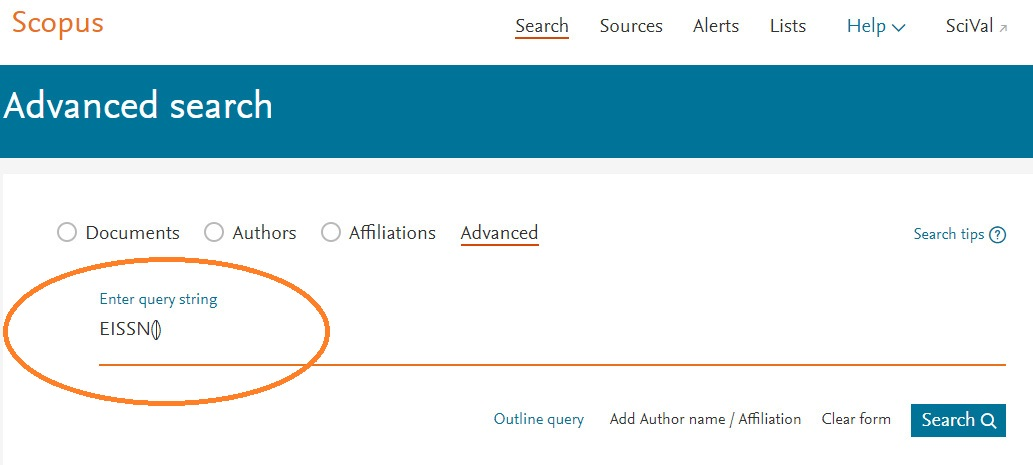 Scopus
Search Sources Alerts Lists Help SciVal
Advanced search
Documents Authors Affiliations Advanced Search tips ?
Enter query string
EISSN()
Outline query Add Author name / Affiliation Clear form Search